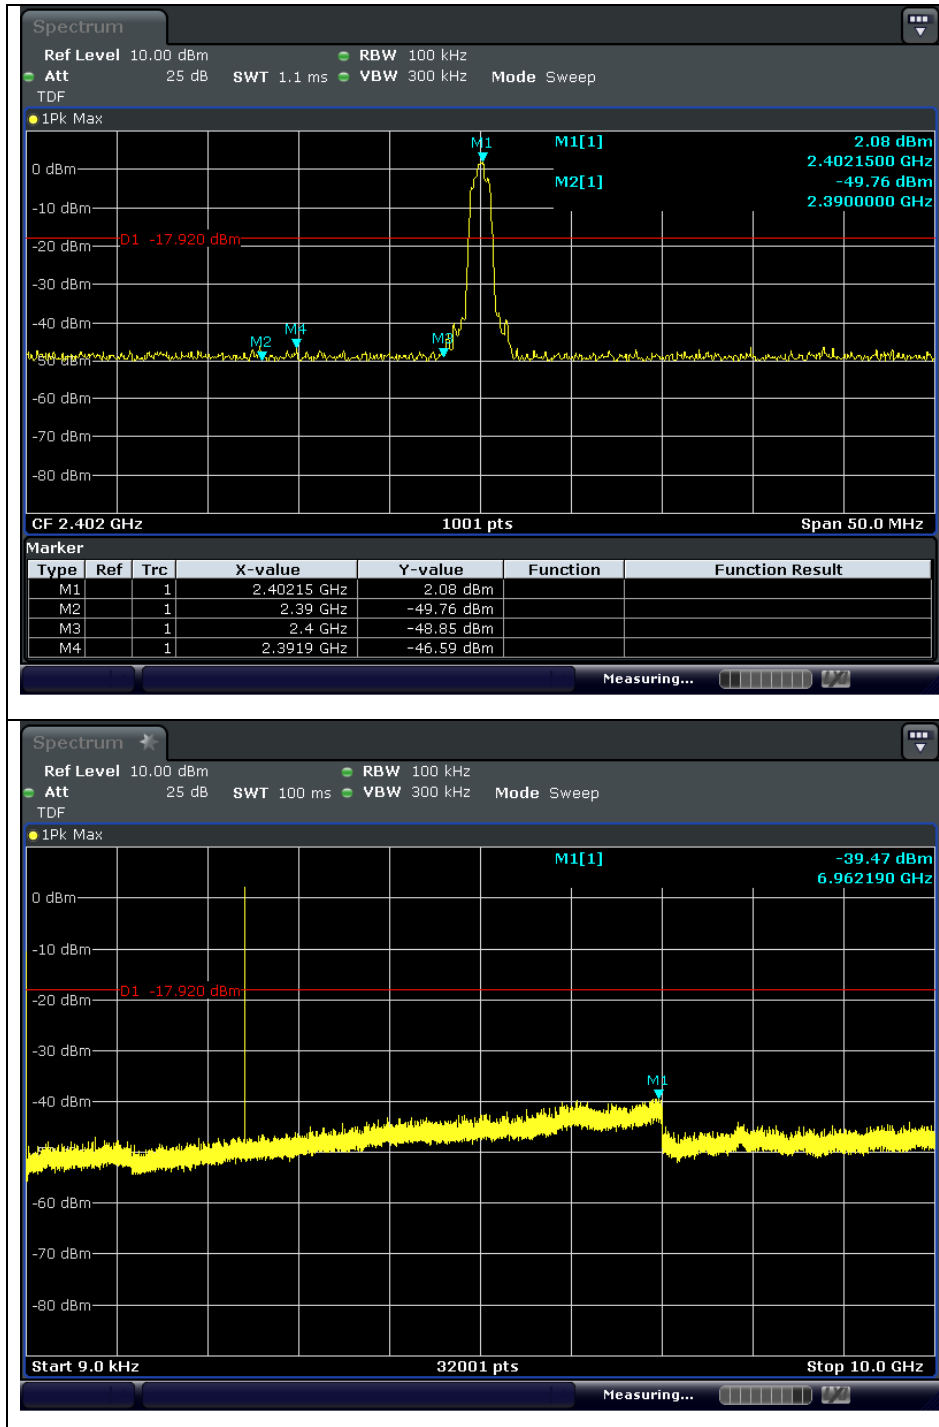 Spectrum
Ref Level 10.00 dBm RBW 100 kHz
Att 25 dB SWT 1.1 ms VBW 300 kHz Mode Sweep
TDF
1Pk Max
M1 M1[1] 2.08 dBm
2.4021500 GHz
0 dBm
M2[1] -49.76 dBm
2.3900000 GHz
-10 dBm
D1 -17.920 dBm
-20 dBm
-30 dBm
-40 dBm
M2 M4 M3
-50 dBm
-60 dBm
-70 dBm
-80 dBm
CF 2.402 GHz 1001 pts Span 50.0 MHz
Marker
Type Ref Trc X-value Y-value Function Function Result
M1 1 2.40215 GHz 2.08 dBm
M2 1 2.39 GHz -49.76 dBm
M3 1 2.4 GHz -48.85 dBm
M4 1 2.3919 GHz -46.59 dBm
Measuring...
Spectrum
Ref Level 10.00 dBm RBW 100 kHz
Att 25 dB SWT 100 ms VBW 300 kHz Mode Sweep
TDF
1Pk Max
M1[1] -39.47 dBm
6.962190 GHz
0 dBm
-10 dBm
D1 -17.920 dBm
-20 dBm
-30 dBm
M1
-40 dBm
-60 dBm
-70 dBm
-80 dBm
Start 9.0 kHz 32001 pts Stop 10.0 GHz
Measuring...